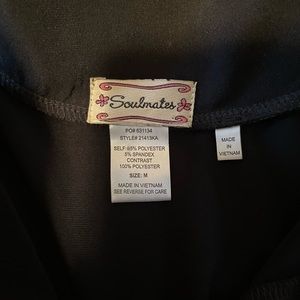 Soulmates
PO# 631134
STYLE# 21413KA
SELF: 95% POLYESTER
5% SPANDEX
CONTRAST
100% POLYESTER
SIZE: M
MADE IN VIETNAM
SEE REVERSE FOR CARE
MADE
IN
VIETNAM